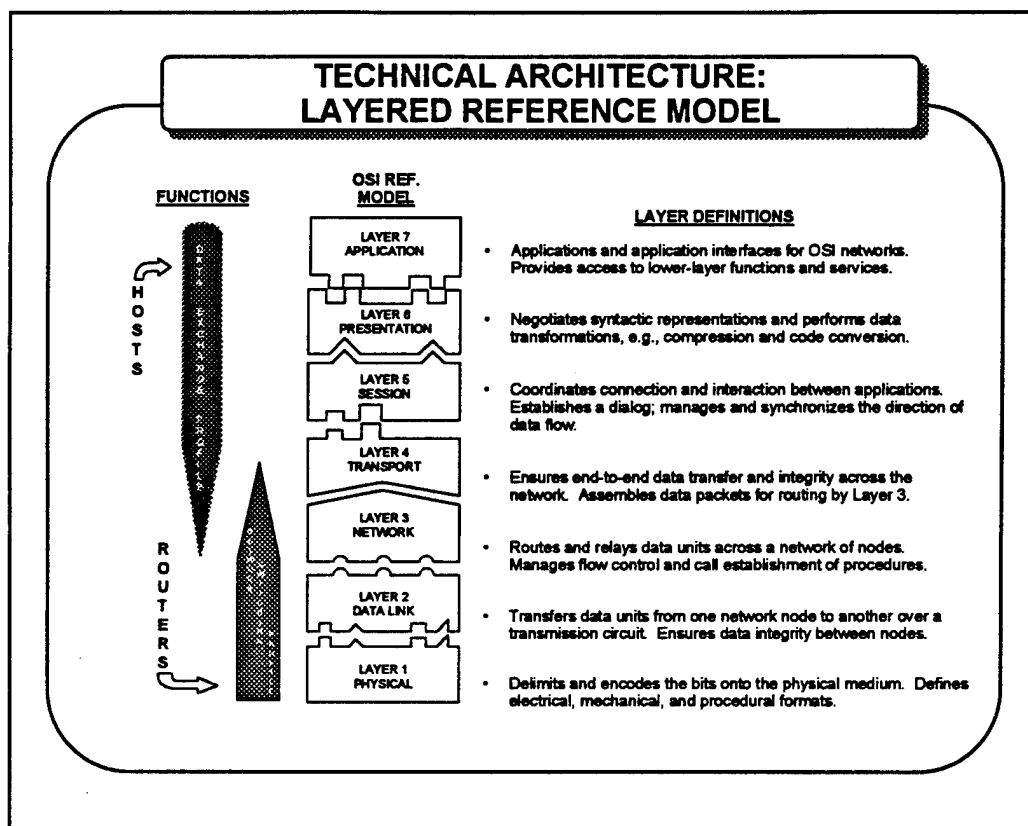 TECHNICAL ARCHITECTURE:
LAYERED REFERENCE MODEL
FUNCTIONS
HOSTS
ROUTERS
OSI REF.
MODEL
LAYER 7
APPLICATION
LAYER 6
PRESENTATION
LAYER 5
SESSION
LAYER 4
TRANSPORT
LAYER 3
NETWORK
LAYER 2
DATA LINK
LAYER 1
PHYSICAL
LAYER DEFINITIONS
• Applications and application interfaces for OSI networks.
Provides access to lower-layer functions and services.
• Negotiates syntactic representations and performs data
transformations, e.g., compression and code conversion.
• Coordinates connection and interaction between applications.
Establishes a dialog; manages and synchronizes the direction of
data flow.
• Ensures end-to-end data transfer and integrity across the
network. Assembles data packets for routing by Layer 3.
• Routes and relays data units across a network of nodes.
Manages flow control and call establishment of procedures.
• Transfers data units from one network node to another over a
transmission circuit. Ensures data integrity between nodes.
• Delimits and encodes the bits onto the physical medium. Defines
electrical, mechanical, and procedural formats.